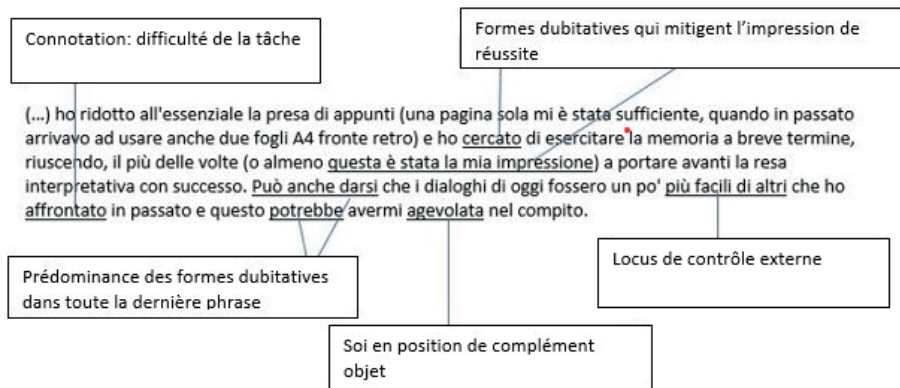 Connotation: difficulté de la tâche
Formes dubitatives qui mitigent l'impression de
réussite
(...) ho ridotto all'essenziale la presa di appunti (una pagina sola mi è stata sufficiente, quando in passato
arrivavo ad usare anche due fogli A4 fronte retro) e ho cercato di esercitare la memoria a breve termine,
riuscendo, il più delle volte (o almeno questa è stata la mia impressione) a portare avanti la resa
interpretativa con successo. Può anche darsi che i dialoghi di oggi fossero un po' più facili di altri che ho
affrontato in passato e questo potrebbe avermi agevolata nel compito.
Prédominance des formes dubitatives
dans toute la dernière phrase
Locus de contrôle externe
Soi en position de complément
objet